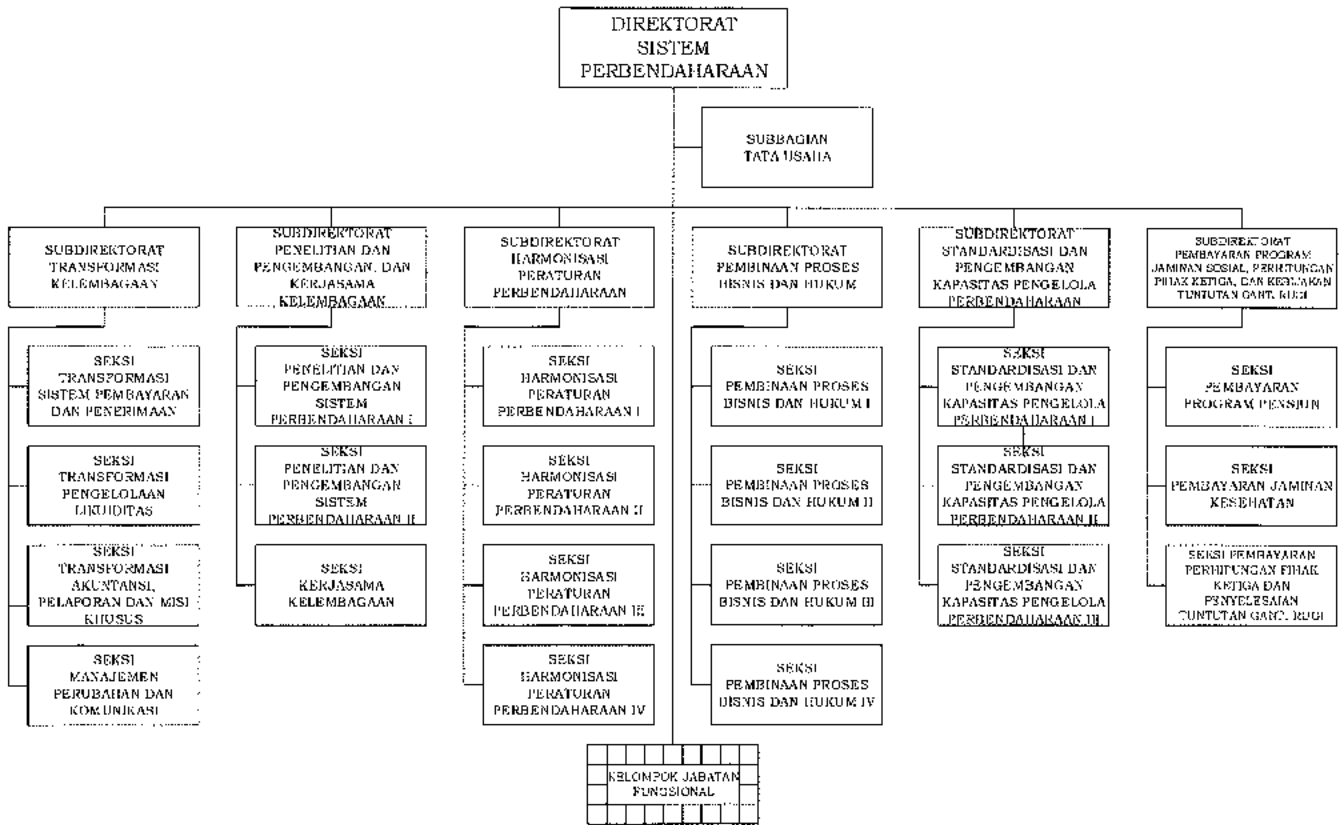 DIREKTORAT
SISTEM
PERBENDAHARAAN
SUBBAGIAN
TATA USAHA
SUBDIREKTORAT
TRANSFORMASI
KELEMBAGAAN
SUBDIREKTORAT
PENELITIAN DAN
PENGEMBANGAN, DAN
KERJASAMA
KELEMBAGAAN
SUBDIREKTORAT
HARMONISASI
PERATURAN
PERBENDAHARAAN
SUBDIREKTORAT
PEMBINAAN PROSES
BISNIS DAN HUKUM
SUBDIREKTORAT
STANDARDISASI DAN
PENGEMBANGAN
KAPASITAS PENGELOLA
PERBENDAHARAAN
SUBDIREKTORAT
PEMBAYARAN PROGRAM
JAMINAN SOSIAL, PERHITUNGAN
PIHAK KETIGA, DAN KEBIJAKAN
TUNTUTAN GANTI RUGI
SEKSI
TRANSFORMASI
SISTEM PEMBAYARAN
DAN PENERIMAAN
SEKSI
TRANSFORMASI
PENGELOLAAN
LIKUIDITAS
SEKSI
TRANSFORMASI
AKUNTANSI,
PELAPORAN DAN MISI
KHUSUS
SEKSI
MANAJEMEN
PERUBAHAN DAN
KOMUNIKASI
SEKSI
PENELITIAN DAN
PENGEMBANGAN
SISTEM
PERBENDAHARAAN I
SEKSI
PENELITIAN DAN
PENGEMBANGAN
SISTEM
PERBENDAHARAAN II
SEKSI
KERJASAMA
KELEMBAGAAN
SEKSI
HARMONISASI
PERATURAN
PERBENDAHARAAN I
SEKSI
HARMONISASI
PERATURAN
PERBENDAHARAAN II
SEKSI
HARMONISASI
PERATURAN
PERBENDAHARAAN III
SEKSI
HARMONISASI
PERATURAN
PERBENDAHARAAN IV
SEKSI
PEMBINAAN PROSES
BISNIS DAN HUKUM I
SEKSI
PEMBINAAN PROSES
BISNIS DAN HUKUM II
SEKSI
PEMBINAAN PROSES
BISNIS DAN HUKUM III
SEKSI
PEMBINAAN PROSES
BISNIS DAN HUKUM IV
SEKSI
STANDARDISASI DAN
PENGEMBANGAN
KAPASITAS PENGELOLA
PERBENDAHARAAN I
SEKSI
STANDARDISASI DAN
PENGEMBANGAN
KAPASITAS PENGELOLA
PERBENDAHARAAN II
SEKSI
STANDARDISASI DAN
PENGEMBANGAN
KAPASITAS PENGELOLA
PERBENDAHARAAN III
SEKSI
PEMBAYARAN
PROGRAM PENSIUN
SEKSI
PEMBAYARAN JAMINAN
KESEHATAN
SEKSI PEMBAYARAN
PERHITUNGAN PIHAK
KETIGA DAN
PENYELESAIAN
TUNTUTAN GANTI RUGI
KELOMPOK JABATAN
FUNGSIONAL